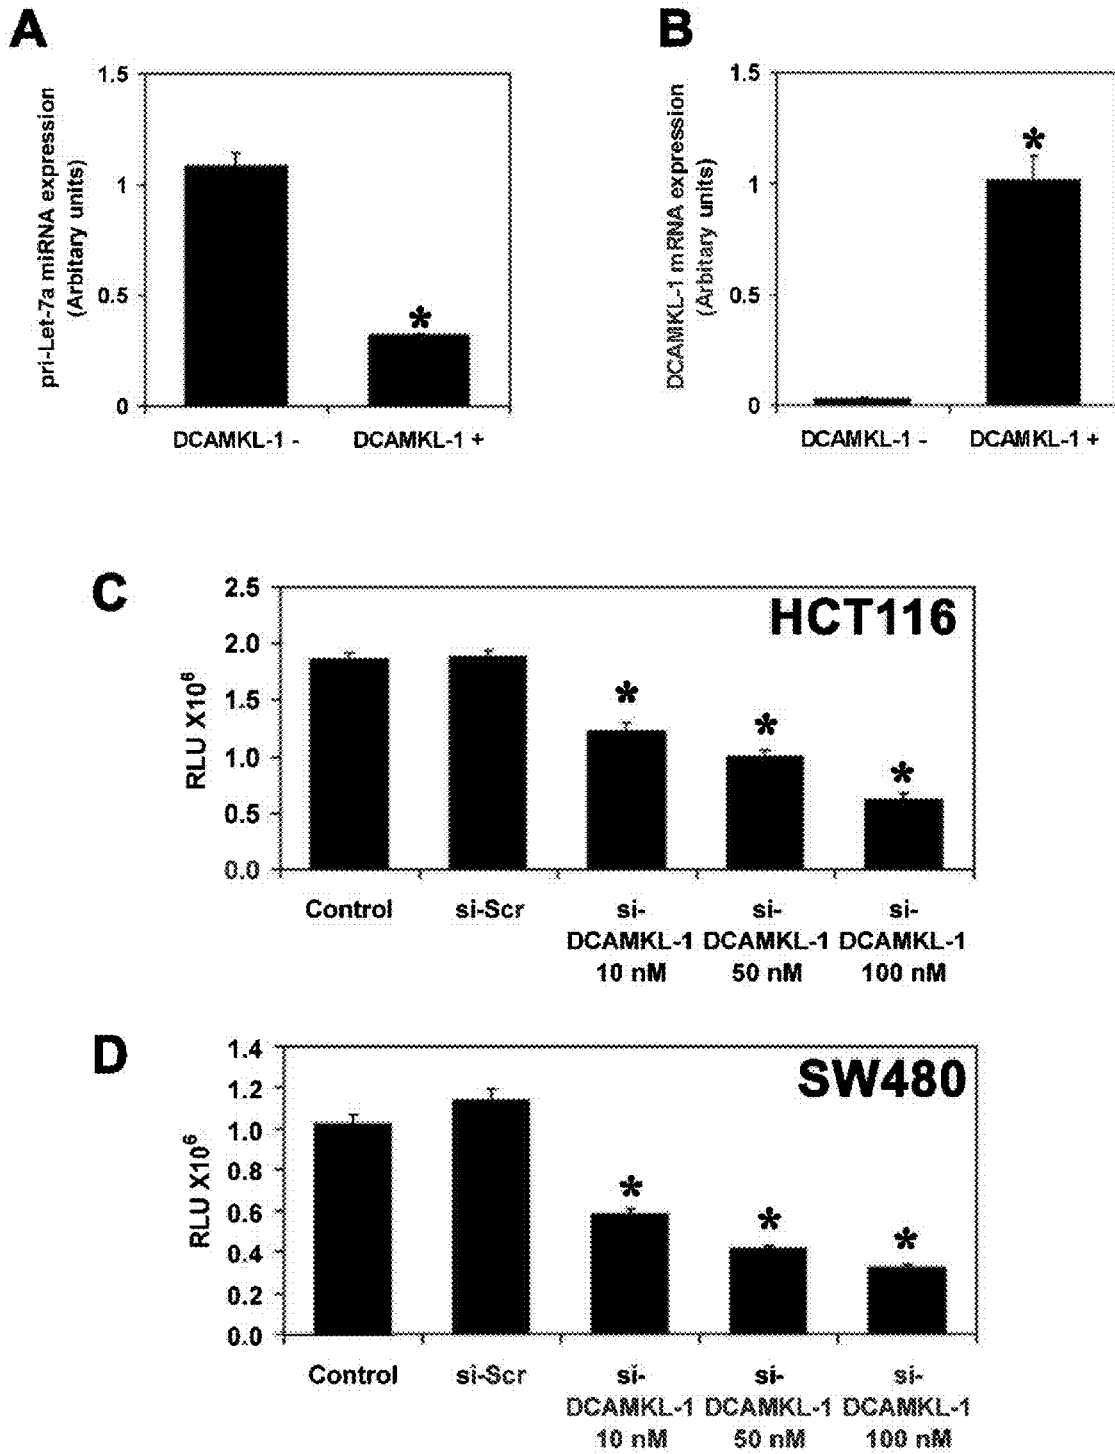 A
B
pri-Let-7a miRNA expression
(Arbitary units)
1.5
1
0.5
0
*
DCAMKL-1 -
DCAMKL-1 +
DCAMKL-1 mRNA expression
(Arbitary units)
1.5
1
0.5
0
*
DCAMKL-1 -
DCAMKL-1 +
C
HCT116
RLU X10⁶
2.5
2.0
1.5
1.0
0.5
0.0
* * *
Control si-Scr si- si- si-
DCAMKL-1 DCAMKL-1 DCAMKL-1
10 nM 50 nM 100 nM
D
SW480
RLU X10⁶
1.4
1.2
1.0
0.8
0.6
0.4
0.2
0.0
* * *
Control si-Scr si- si- si-
DCAMKL-1 DCAMKL-1 DCAMKL-1
10 nM 50 nM 100 nM